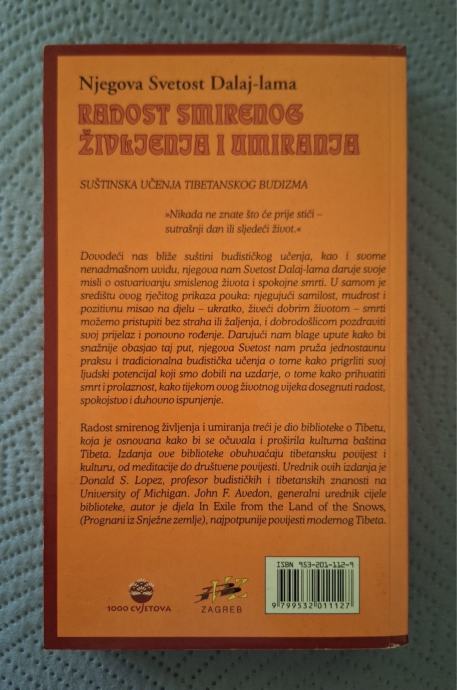 Njegova Svetost Dalaj-lama
RADOST SMIRENOG
ŽIVLJENJA I UMIRANJA
SUŠTINSKA UČENJA TIBETANSKOG BUDIZMA
»Nikada ne znate što će prije stići –
sutrašnji dan ili sljedeći život.«
Dovodeći nas bliže suštini budističkog učenja, kao i svome
nenadmašnom uvidu, njegova nam Svetost Dalaj-lama daruje svoje
misli o ostvarivanju smislenog života i spokojne smrti. U samom je
središtu ovog rječitog prikaza pouka: njegujući samilost, mudrost i
pozitivnu misao na djelu – ukratko, živeći dobrim životom – smrti
možemo pristupiti bez straha ili žaljenja, i dobrodošlicom pozdraviti
svoj prijelaz i ponovno rođenje. Darujući nam blage upute kako bi
snažnije obasjao taj put, njegova Svetost nam pruža jednostavnu
praksu i tradicionalna budistička učenja o tome kako prigrliti svoj
ljudski potencijal koji smo dobili na uzdarje, o tome kako prihvatiti
smrt i prolaznost, kako tijekom ovog životnog vijeka dosegnuti radost,
spokojstvo i duhovno ispunjenje.
Radost smirenog življenja i umiranja treći je dio biblioteke o Tibetu,
koja je osnovana kako bi se očuvala i proširila kulturna baština
Tibeta. Izdanja ove biblioteke obuhvaćaju tibetansku povijest i
kulturu, od meditacije do društvene povijesti. Urednik ovih izdanja je
Donald S. Lopez, profesor budističkih i tibetanskih znanosti na
University of Michigan. John F. Avedon, generalni urednik cijele
biblioteke, autor je djela In Exile from the Land of the Snows,
(Prognani iz Snježne zemlje), najpotpunije povijesti modernog Tibeta.
ISBN 953-201-112-9
9 799532 011127
1000 CVJETOVA
ZAGREB